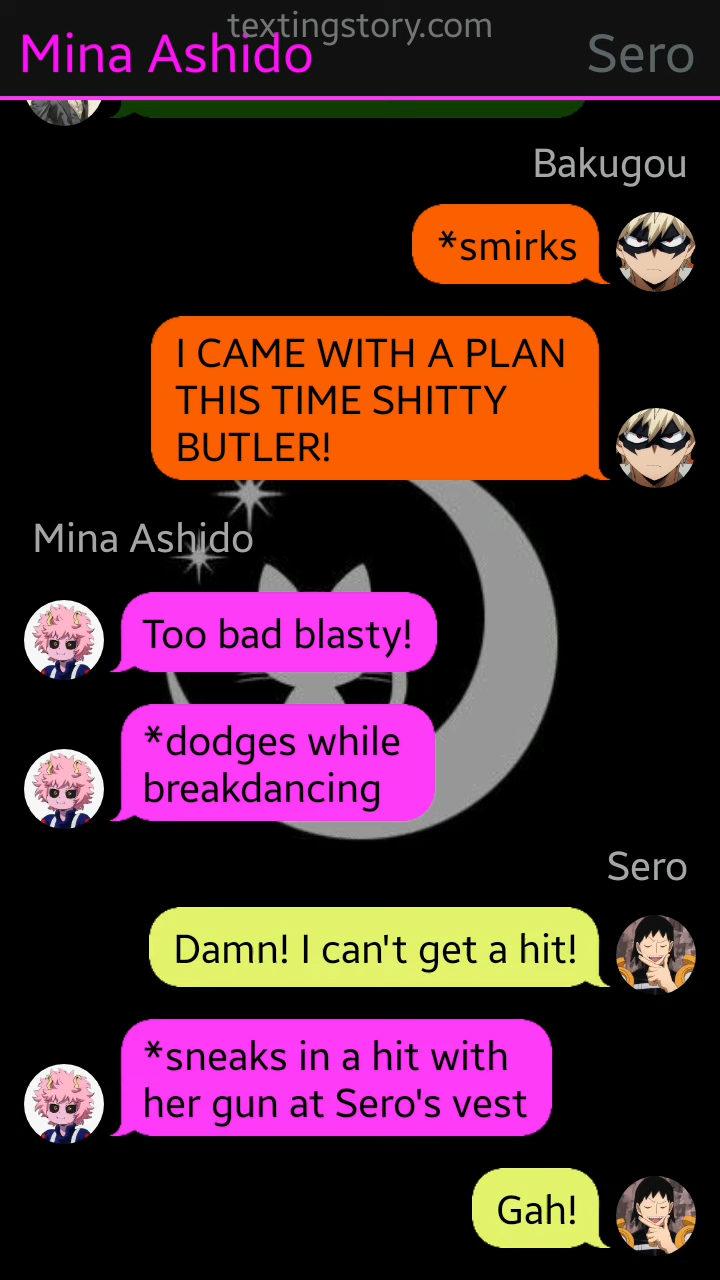 textingstory.com
Mina Ashido
Sero
Bakugou
*smirks
I CAME WITH A PLAN
THIS TIME SHITTY
BUTLER!
Mina Ashido
Too bad blasty!
*dodges while
breakdancing
Sero
Damn! I can't get a hit!
*sneaks in a hit with
her gun at Sero's vest
Gah!